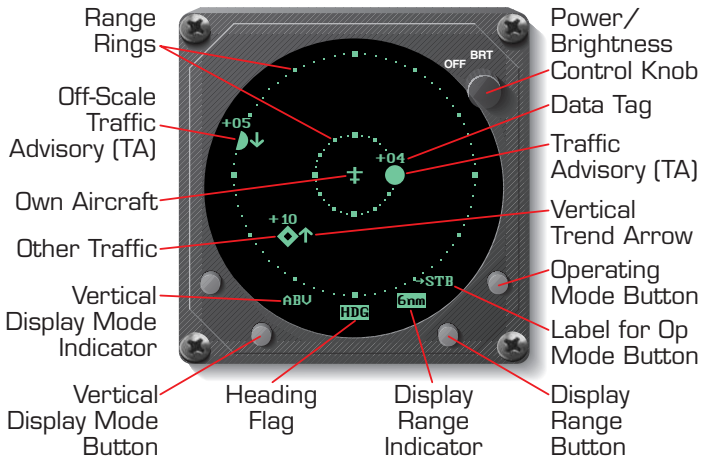 Range
Rings
Off-Scale
Traffic
Advisory (TA)
Own Aircraft
Other Traffic
Vertical
Display Mode
Indicator
Vertical
Display Mode
Button
Heading
Flag
Display
Range
Indicator
Display
Range
Button
Power/
Brightness
Control Knob
Data Tag
Traffic
Advisory (TA)
Vertical
Trend Arrow
Operating
Mode Button
Label for Op
Mode Button
OFF BRT
+05
+04
+10
→STB
ABV
HDG
6nm